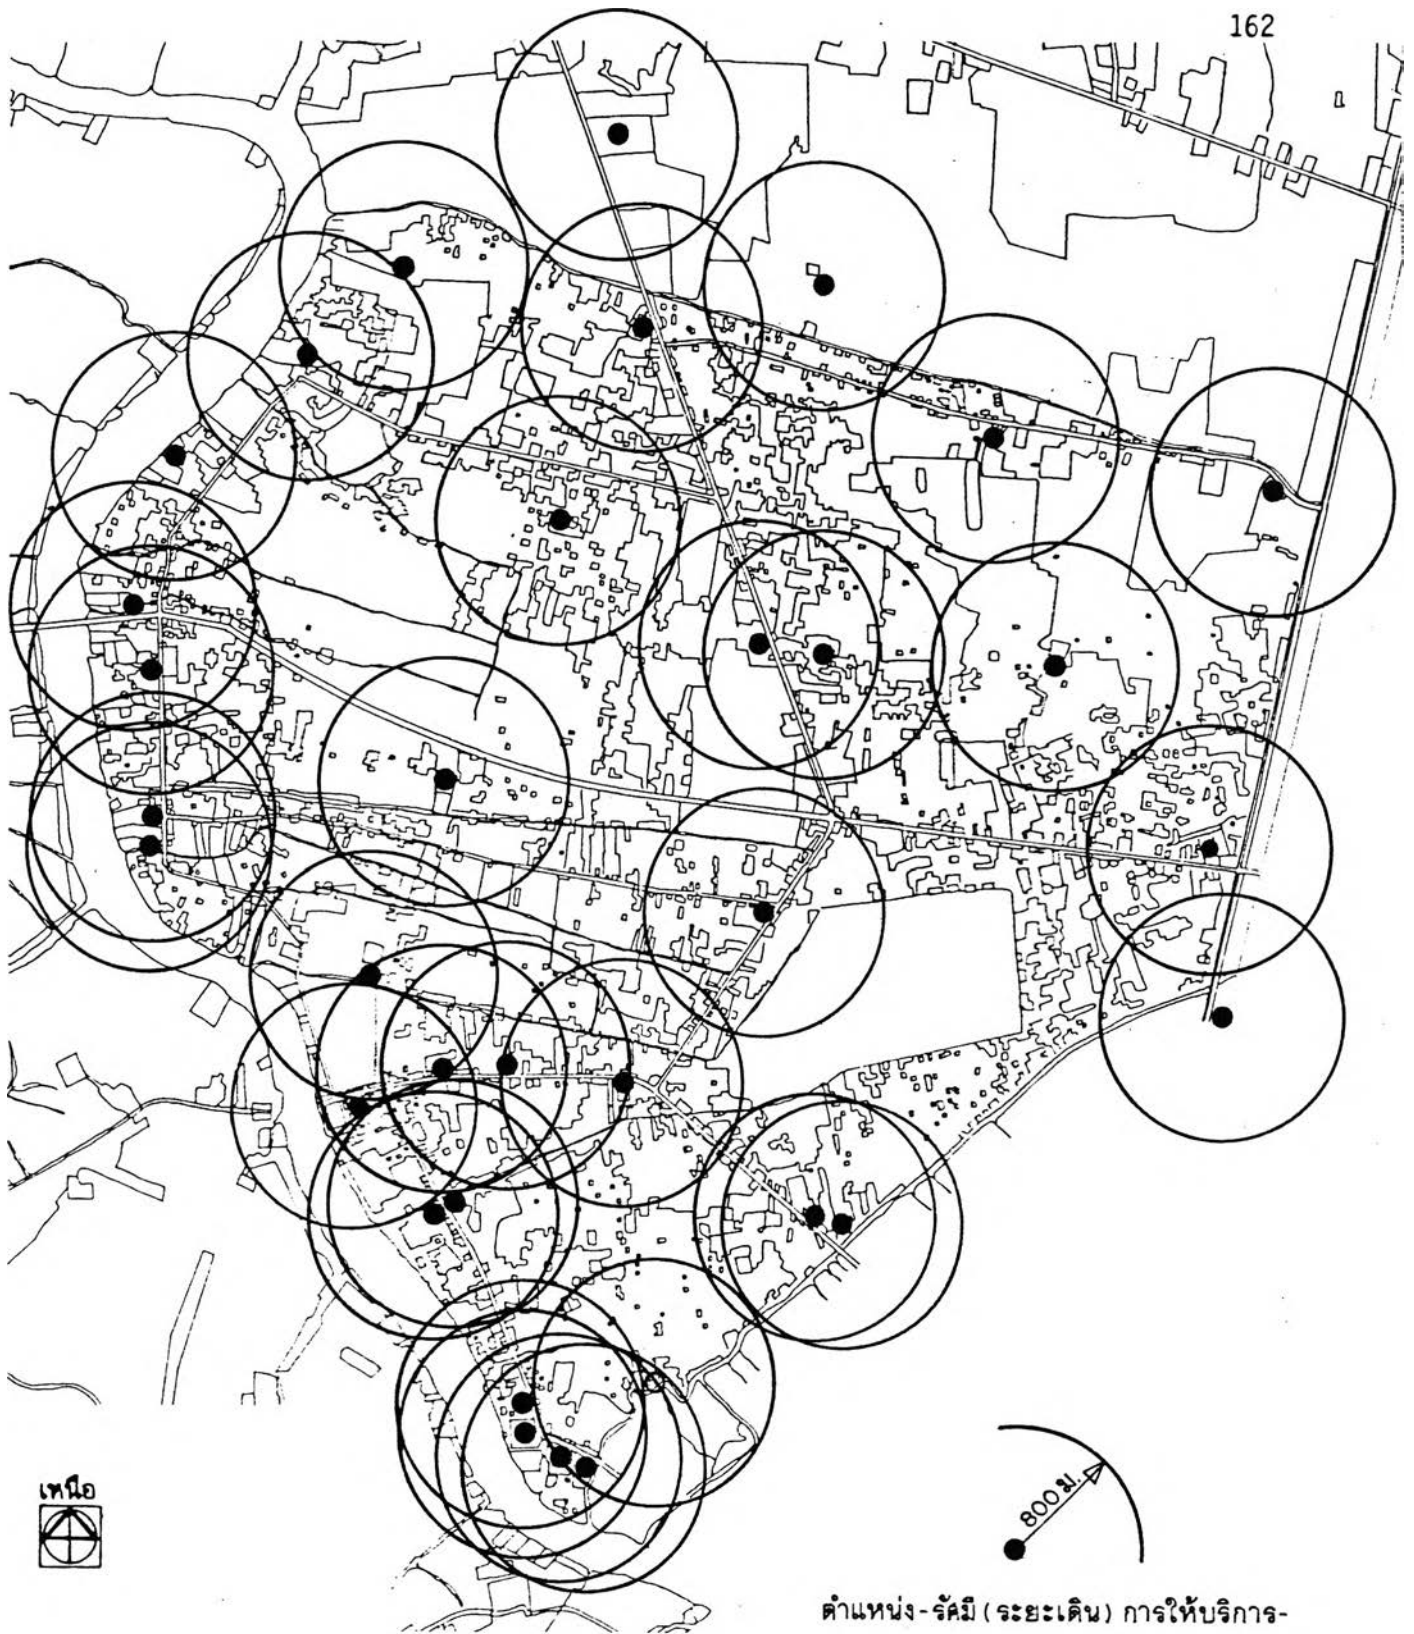 162
เหนือ
800 ม.
ตำแหน่ง-รัศมี (ระยะเดิน) การให้บริการ-